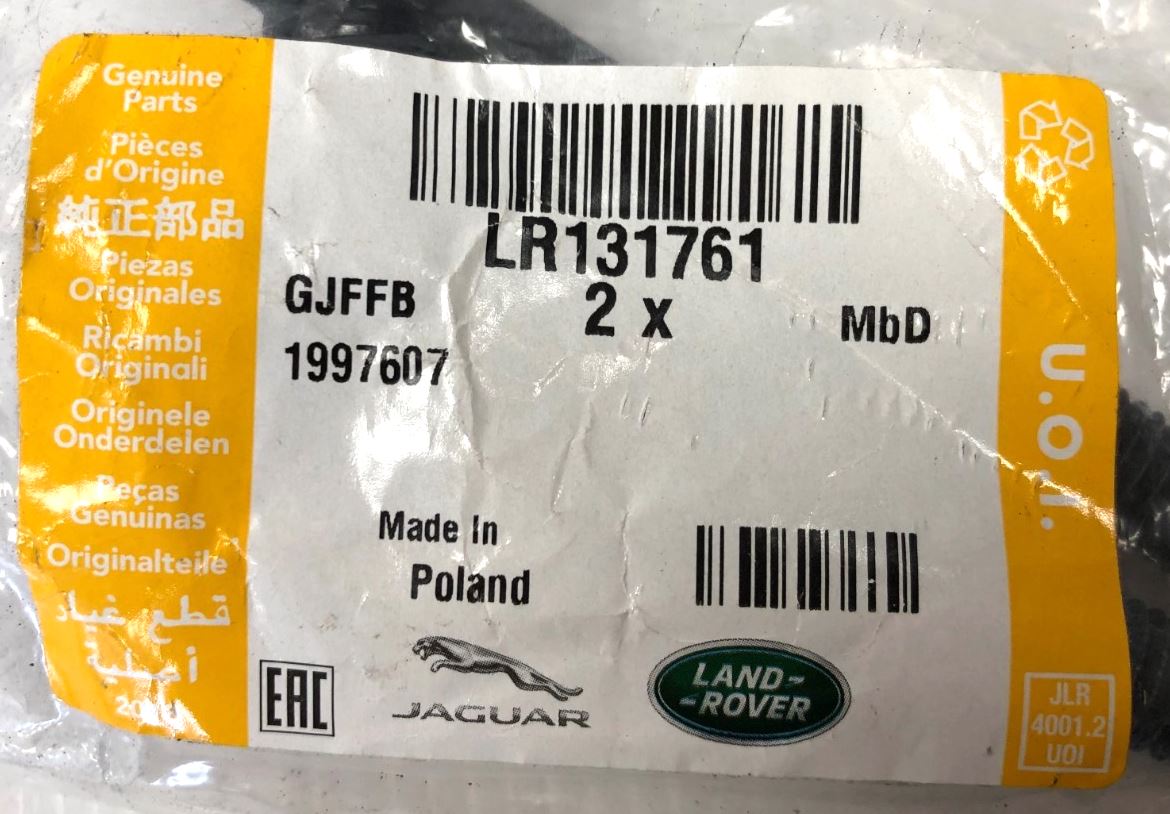 Genuine
Parts
Pièces
d'Origine
純正部品
Piezas
Originales
Ricambi
Originali
Originele
Onderdelen
Peças
Genuinas
Originalteile
قطع غيار
أصلية
LR131761
GJFFB
2 x
MbD
1997607
Made In
Poland
EAC
JAGUAR
LAND-
-ROVER
U.O.I.
JLR
4001.2
UOI